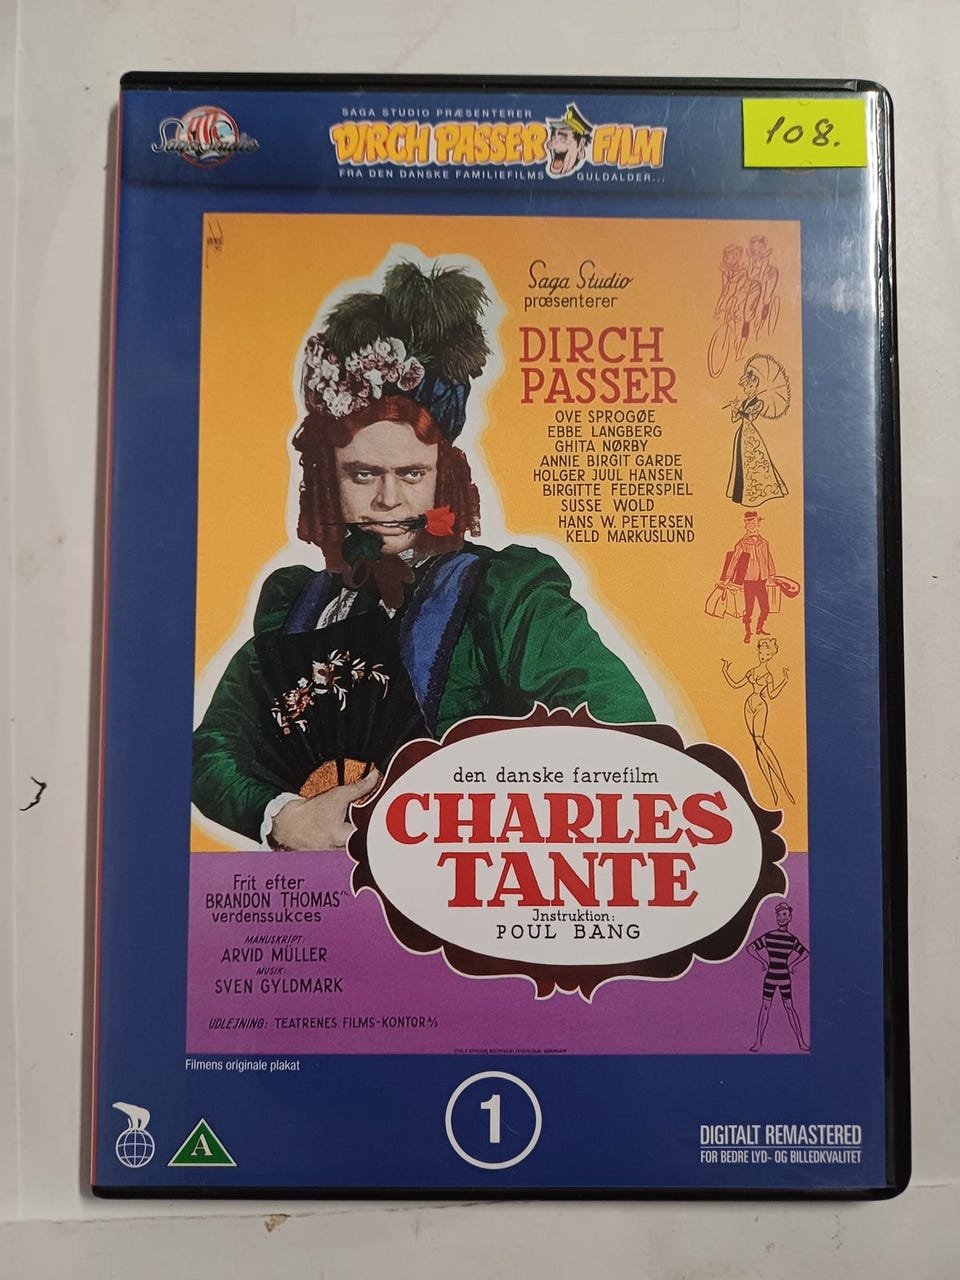 Saga Studio
SAGA STUDIO PRÆSENTERER
DIRCH PASSER FILM
FRA DEN DANSKE FAMILIEFILMS GULDALDER...
108.
Saga Studio
præsenterer
DIRCH
PASSER
OVE SPROGØE
EBBE LANGBERG
GHITA NØRBY
ANNIE BIRGIT GARDE
HOLGER JUUL HANSEN
BIRGITTE FEDERSPIEL
SUSSE WOLD
HANS W. PETERSEN
KELD MARKUSLUND
den danske farvefilm
CHARLES
TANTE
Instruktion:
POUL BANG
Frit efter
BRANDON THOMAS'
verdenssukces
MANUSKRIPT:
ARVID MÜLLER
MUSIK:
SVEN GYLDMARK
UDLEJNING: TEATRENES FILMS-KONTOR A/S
Filmens originale plakat
1
A
DIGITALT REMASTERED
FOR BEDRE LYD- OG BILLEDKVALITET